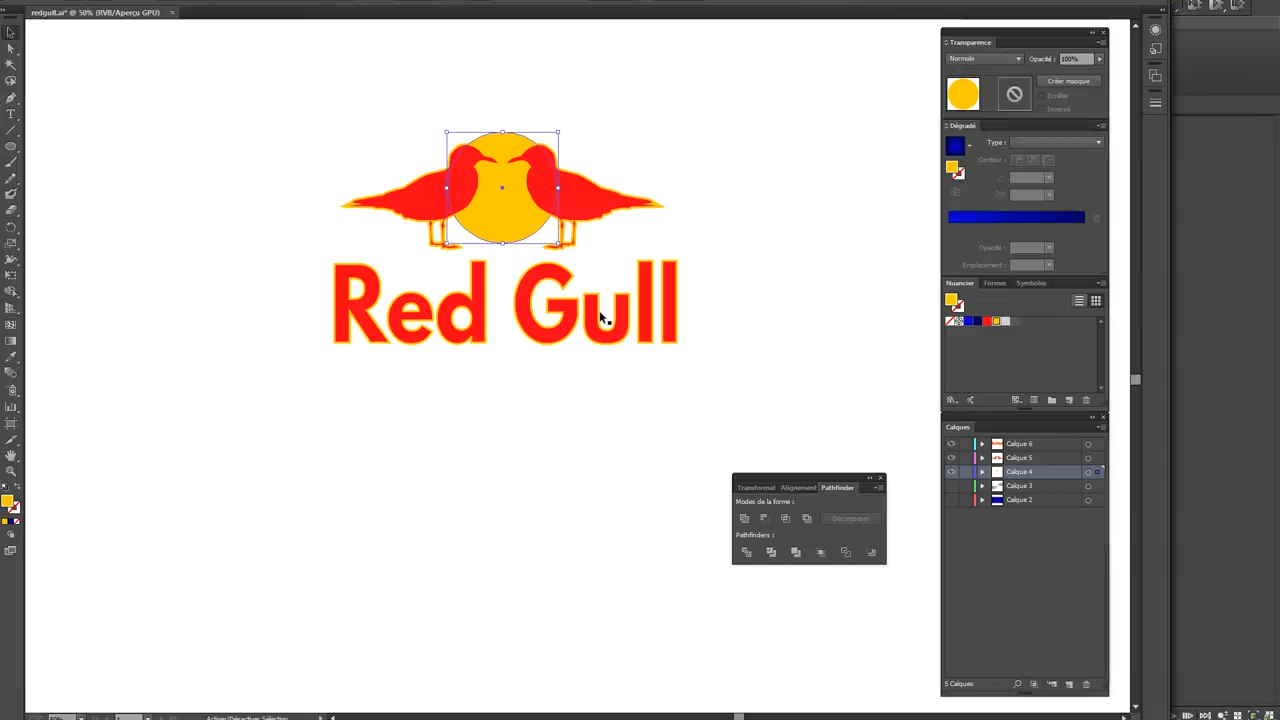 redgull.ai* @ 50% (RVB/Aperçu GPU)
Transparence
Normale
Opacité :
100%
Créer masque
Ecrêter
Inversé
Dégradé
Type :
Contour :
Opacité :
Emplacement :
Nuancier
Formes
Symboles
Red Gull
Calques
Calque 6
Calque 5
Calque 4
Calque 3
Calque 2
Transformat
Alignement
Pathfinder
Modes de la forme :
Décomposer
Pathfinders :
5 Calques
Activer/Désactiver Sélection